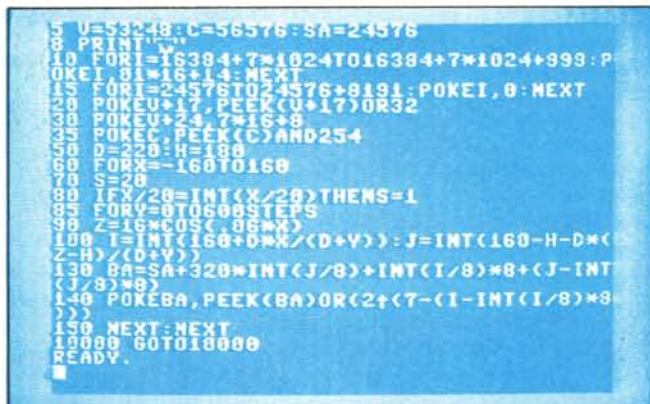 5 V=53248:C=56576:SA=24576
8 PRINT"
10 FORI=16384+7*1024TO16384+7*1024+999:P
OKEI,01*16+14:NEXT
15 FORI=24576TO24576+8191:POKEI,0:NEXT
20 POKEV+17,PEEK(V+17)OR32
30 POKEV+24,7*16+8
35 POKEC,PEEK(C)AND254
50 D=220:H=180
60 FORX=-160TO160
70 S=20
80 IFX/20=INT(X/20)THENS=1
85 FORY=0TO600STEPS
90 Z=16*COS(.06*X)
100 I=INT(160+D*X/(D+Y)):J=INT(160-H-D*(
Z-H)/(D+Y))
130 BA=SA+320*INT(J/8)+INT(I/8)*8+(J-INT
(J/8)*8)
140 POKEBA,PEEK(BA)OR(2↑(7-(I-INT(I/8)*8
)))
150 NEXT:NEXT
10000 GOTO10000
READY.